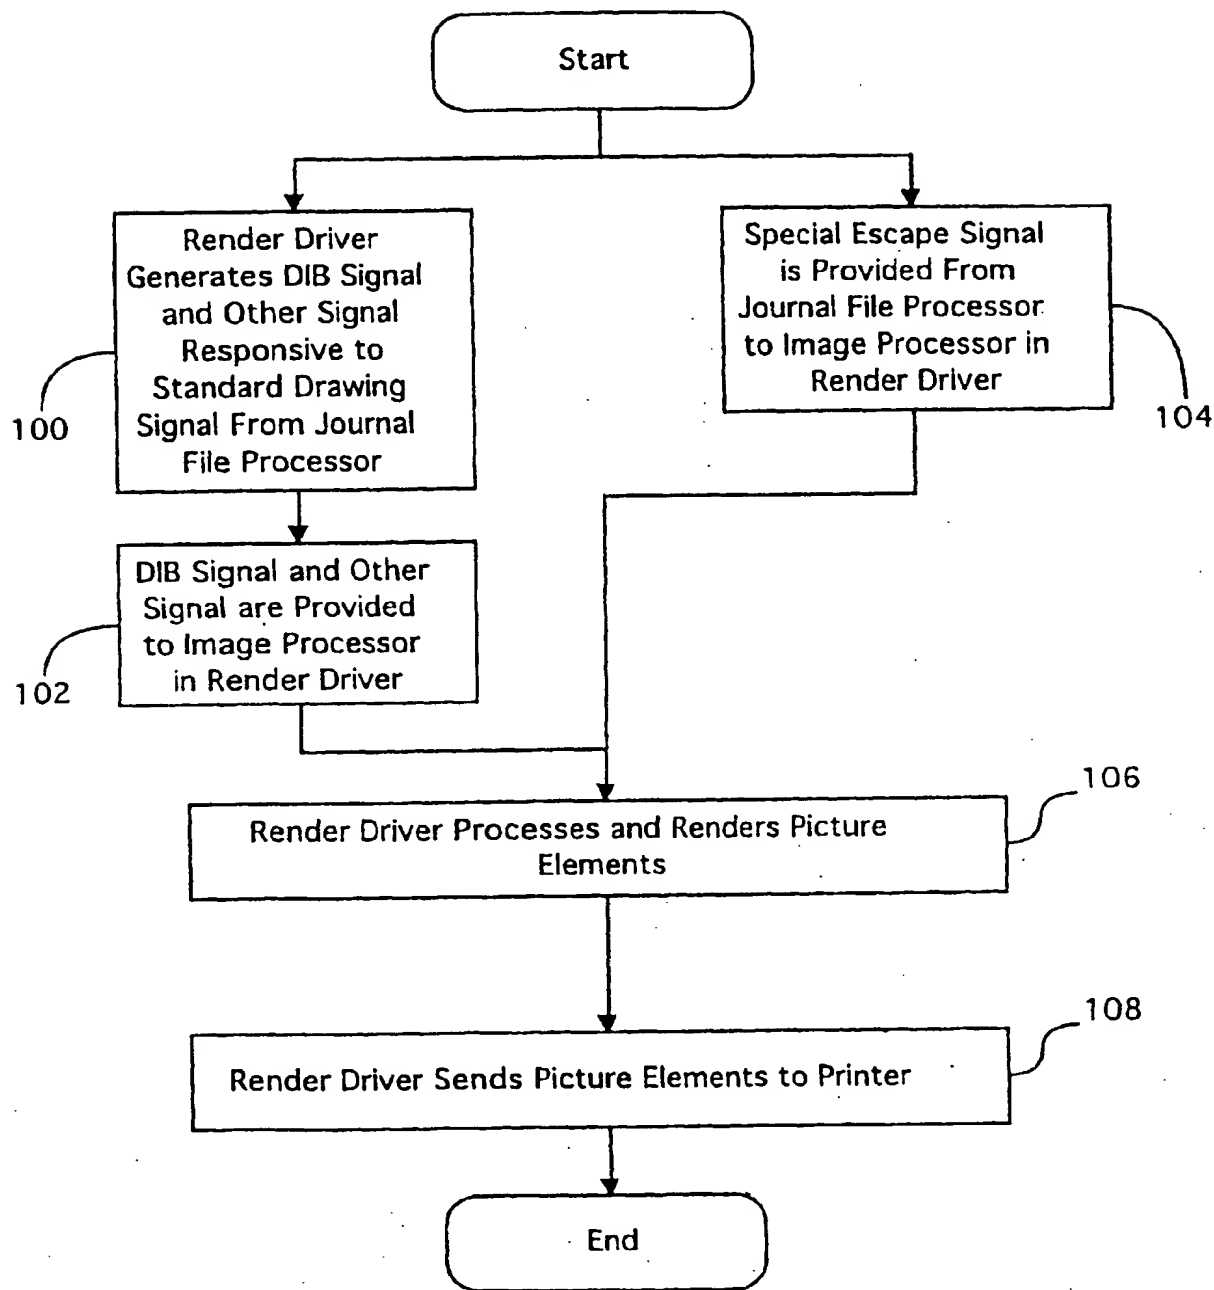 Start
Render Driver
Generates DIB Signal
and Other Signal
Responsive to
Standard Drawing
Signal From Journal
File Processor
100
Special Escape Signal
is Provided From
Journal File Processor
to Image Processor in
Render Driver
104
DIB Signal and Other
Signal are Provided
to Image Processor
in Render Driver
102
Render Driver Processes and Renders Picture
Elements
106
Render Driver Sends Picture Elements to Printer
108
End